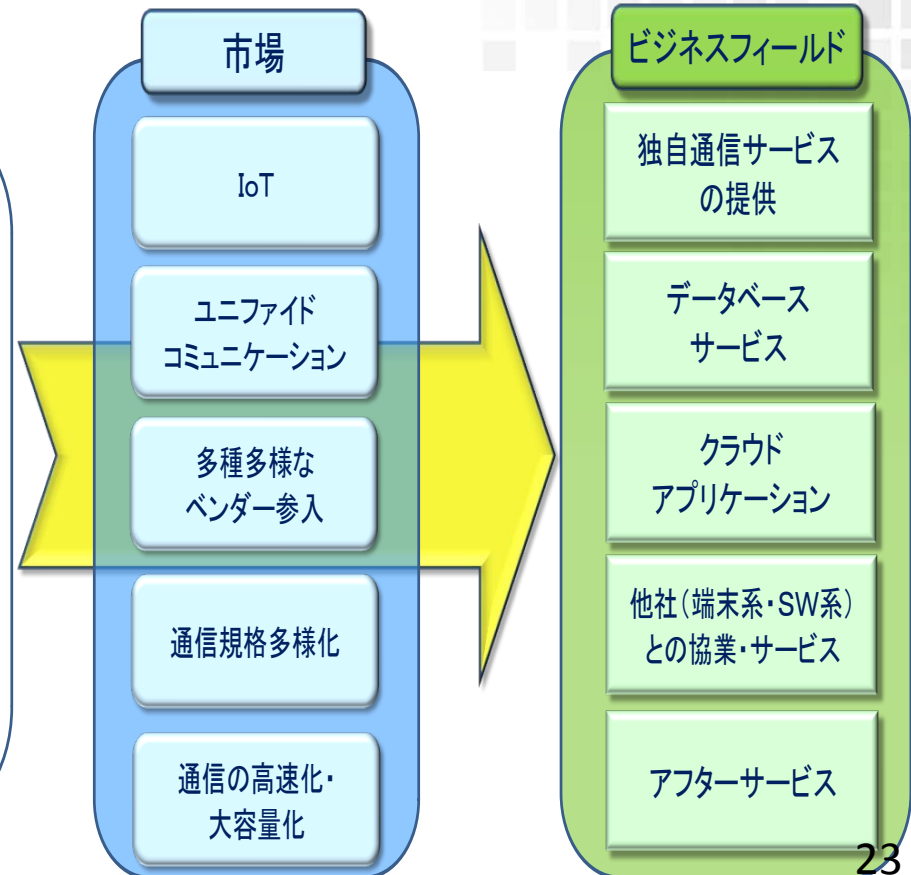 市場
IoT
ユニファイド
コミュニケーション
多種多様な
ベンダー参入
通信規格多様化
通信の高速化・
大容量化
ビジネスフィールド
独自通信サービス
の提供
データベース
サービス
クラウド
アプリケーション
他社(端末系・SW系)
との協業・サービス
アフターサービス
23